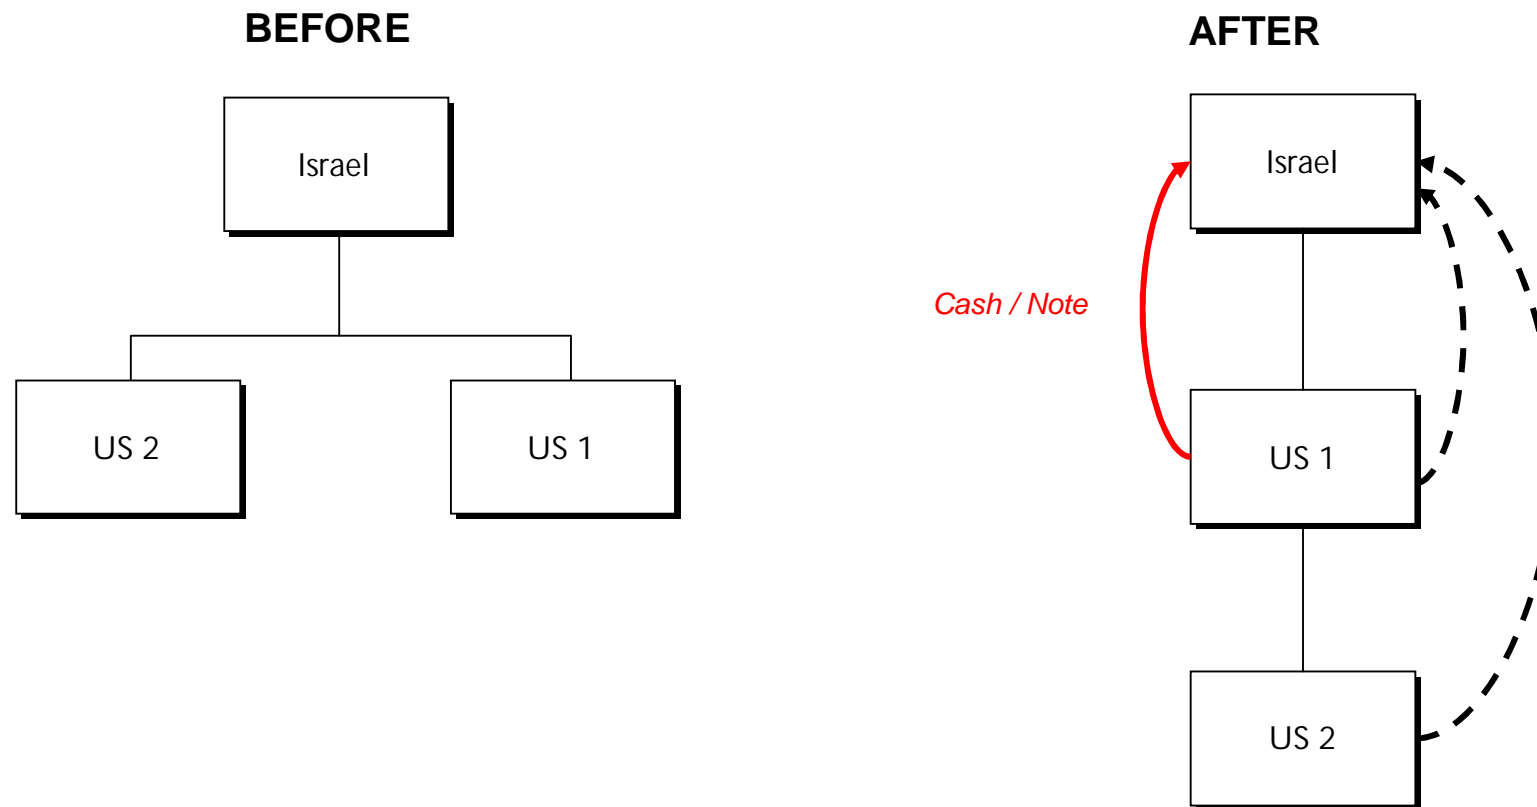 BEFORE
AFTER
Israel
Israel
Cash / Note
US 2
US 1
US 1
US 2